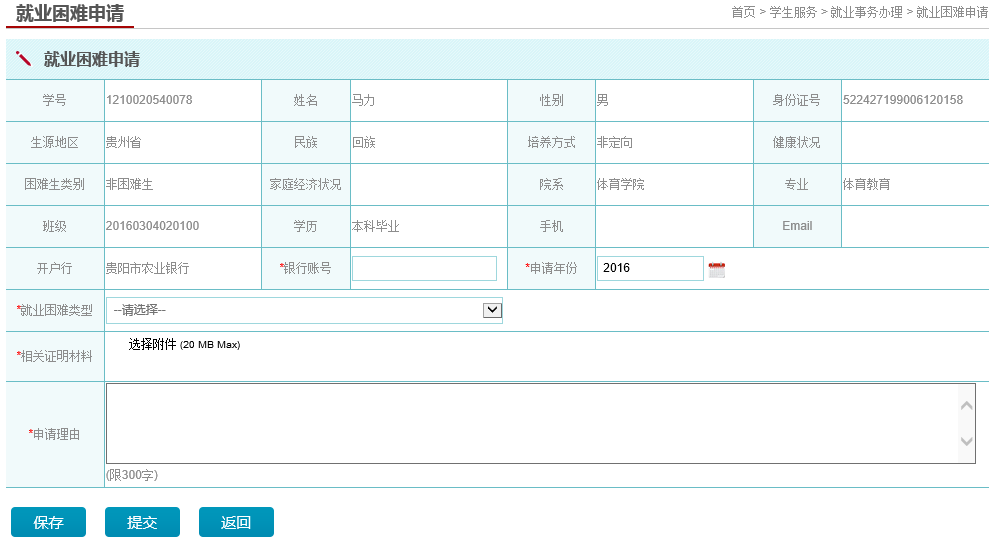 就业困难申请
首页 > 学生服务 > 就业事务办理 > 就业困难申请
就业困难申请
学号 1210020540078 姓名 马力 性别 男 身份证号 522427199006120158
生源地区 贵州省 民族 回族 培养方式 非定向 健康状况
困难生类别 非困难生 家庭经济状况 院系 体育学院 专业 体育教育
班级 20160304020100 学历 本科毕业 手机 Email
开户行 贵阳市农业银行 *银行账号 *申请年份 2016
*就业困难类型 --请选择--
*相关证明材料 选择附件 (20 MB Max)
*申请理由
(限300字)
保存 提交 返回